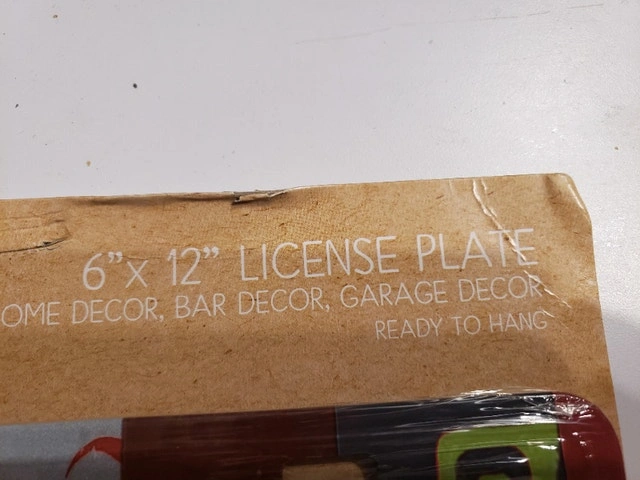 6”x 12” LICENSE PLATE
OME DECOR, BAR DECOR, GARAGE DECOR
READY TO HANG